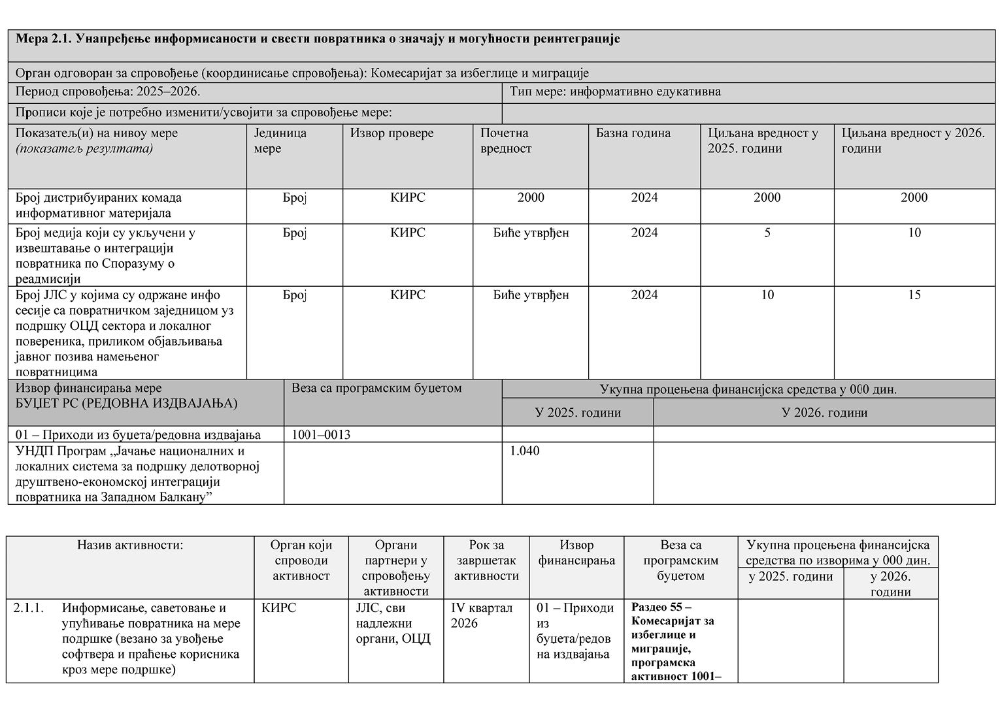 Мера 2.1. Унапређење информисаности и свести повратника о значају и могућности реинтеграције
Орган одговоран за спровођење (координисање спровођења): Комесаријат за избеглице и миграције
Период спровођења: 2025–2026.
Тип мере: информативно едукативна
Прописи које је потребно изменити/усвојити за спровођење мере:
Показатељ(и) на нивоу мере
(показатељ резултата)
Јединица
мере
Извор провере
Почетна
вредност
Базна година
Циљана вредност у
2025. години
Циљана вредност у 2026.
години
Број дистрибуираних комада
информативног материјала
Број
КИРС
2000
2024
2000
2000
Број медија који су укључени у
извештавање о интеграцији
повратника по Споразуму о
реадмисији
Број
КИРС
Биће утврђен
2024
5
10
Број ЈЛС у којима су одржане инфо
сесије са повратничком заједницом уз
подршку ОЦД сектора и локалног
повереника, приликом објављивања
јавног позива намењеног
повратницима
Број
КИРС
Биће утврђен
2024
10
15
Извор финансирања мере
БУЏЕТ РС (РЕДОВНА ИЗДВАЈАЊА)
Веза са програмским буџетом
Укупна процењена финансијска средства у 000 дин.
У 2025. години
У 2026. години
01 – Приходи из буџета/редовна издвајања
1001–0013
УНДП Програм „Јачање националних и
локалних система за подршку делотворној
друштвено-економској интеграцији
повратника на Западном Балкану”
1.040
Назив активности:
Орган који
спроводи
активност
Органи
партнери у
спровођењу
активности
Рок за
завршетак
активности
Извор
финансирања
Веза са
програмским
буџетом
Укупна процењена финансијска
средства по изворима у 000 дин.
у 2025. години
у 2026.
години
2.1.1. Информисање, саветовање и
упућивање повратника на мере
подршке (везано за увођење
софтвера и праћење корисника
кроз мере подршке)
КИРС
ЈЛС, сви
надлежни
органи, ОЦД
IV квартал
2026
01 – Приходи
из
буџета/редов
на издвајања
Раздео 55 –
Комесаријат за
избеглице и
миграције,
програмска
активност 1001–